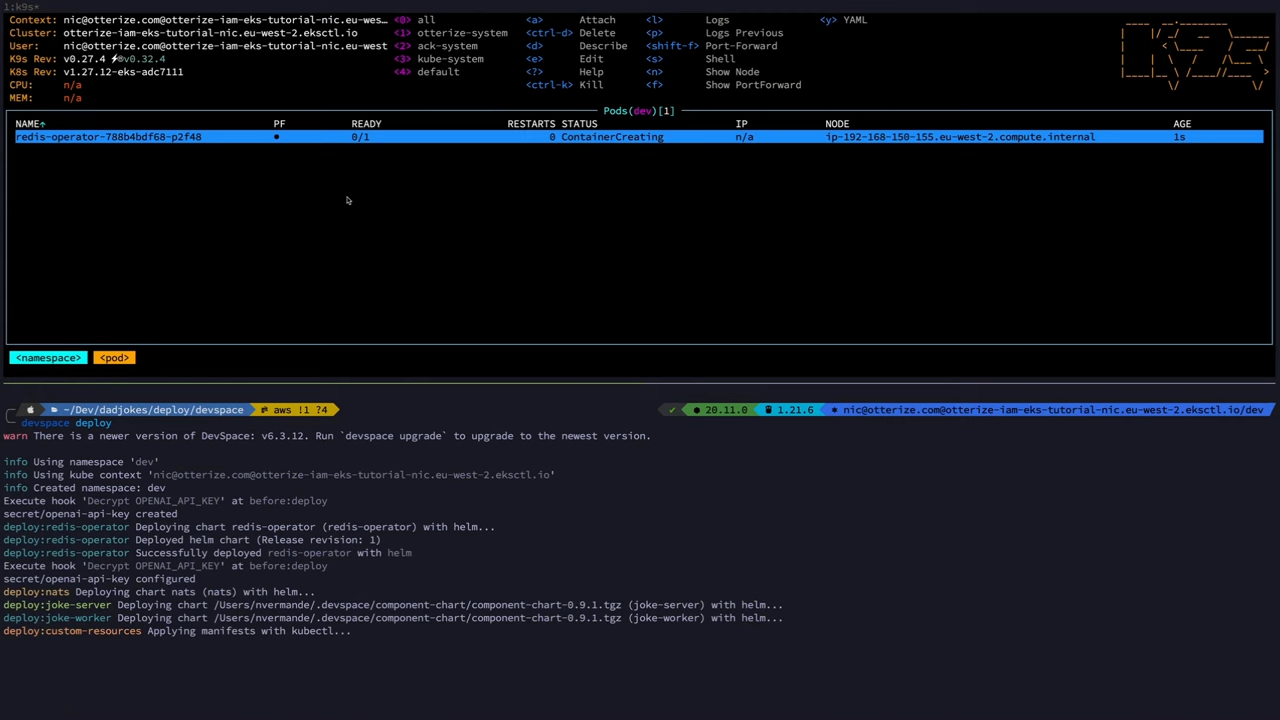 1:k9s*
Context: nic@otterize.com@otterize-iam-eks-tutorial-nic.eu-wes… <0> all <a> Attach <l> Logs <y> YAML
Cluster: otterize-iam-eks-tutorial-nic.eu-west-2.eksctl.io <1> otterize-system <ctrl-d> Delete <p> Logs Previous
User: nic@otterize.com@otterize-iam-eks-tutorial-nic.eu-west <2> ack-system <d> Describe <shift-f> Port-Forward
K9s Rev: v0.27.4 ⚡v0.32.4 <3> kube-system <e> Edit <s> Shell
K8s Rev: v1.27.12-eks-adc7111 <4> default <?> Help <n> Show Node
CPU: n/a <ctrl-k> Kill <f> Show PortForward
MEM: n/a
Pods(dev)[1]
NAME↑ PF READY RESTARTS STATUS IP NODE AGE
redis-operator-788b4bdf68-p2f48 ● 0/1 0 ContainerCreating n/a ip-192-168-150-155.eu-west-2.compute.internal 1s
<namespace> <pod>
~/Dev/dadjokes/deploy/devspace aws !1 ?4 ✓ 20.11.0 1.21.6 nic@otterize.com@otterize-iam-eks-tutorial-nic.eu-west-2.eksctl.io/dev
devspace deploy
warn There is a newer version of DevSpace: v6.3.12. Run `devspace upgrade` to upgrade to the newest version.
info Using namespace 'dev'
info Using kube context 'nic@otterize.com@otterize-iam-eks-tutorial-nic.eu-west-2.eksctl.io'
info Created namespace: dev
Execute hook 'Decrypt OPENAI_API_KEY' at before:deploy
secret/openai-api-key created
deploy:redis-operator Deploying chart redis-operator (redis-operator) with helm...
deploy:redis-operator Deployed helm chart (Release revision: 1)
deploy:redis-operator Successfully deployed redis-operator with helm
Execute hook 'Decrypt OPENAI_API_KEY' at before:deploy
secret/openai-api-key configured
deploy:nats Deploying chart nats (nats) with helm...
deploy:joke-server Deploying chart /Users/nvermande/.devspace/component-chart/component-chart-0.9.1.tgz (joke-server) with helm...
deploy:joke-worker Deploying chart /Users/nvermande/.devspace/component-chart/component-chart-0.9.1.tgz (joke-worker) with helm...
deploy:custom-resources Applying manifests with kubectl...